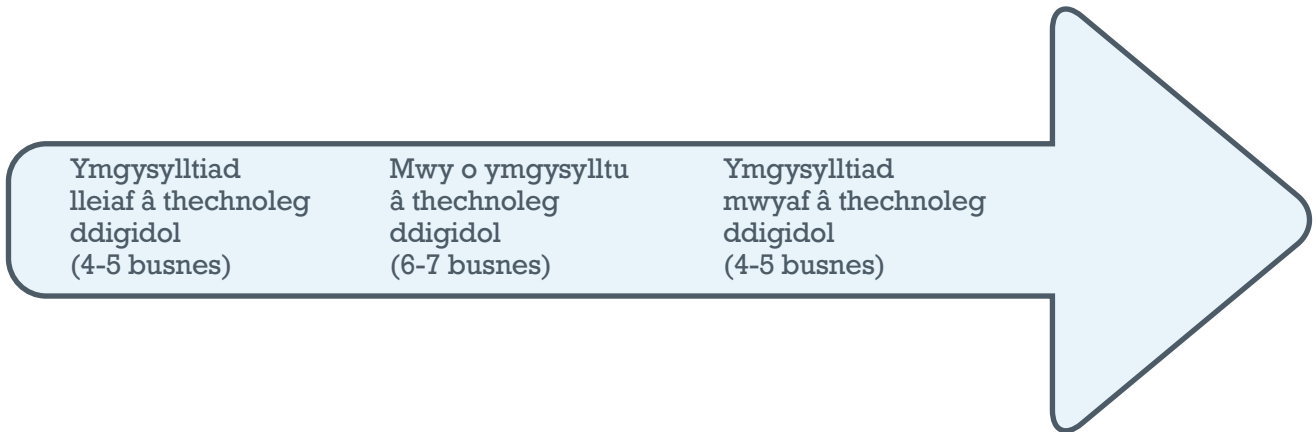 Ymgysylltiad
lleiaf â thechnoleg
ddigidol
(4-5 busnes)
Mwy o ymgysylltu
â thechnoleg
ddigidol
(6-7 busnes)
Ymgysylltiad
mwyaf â thechnoleg
ddigidol
(4-5 busnes)